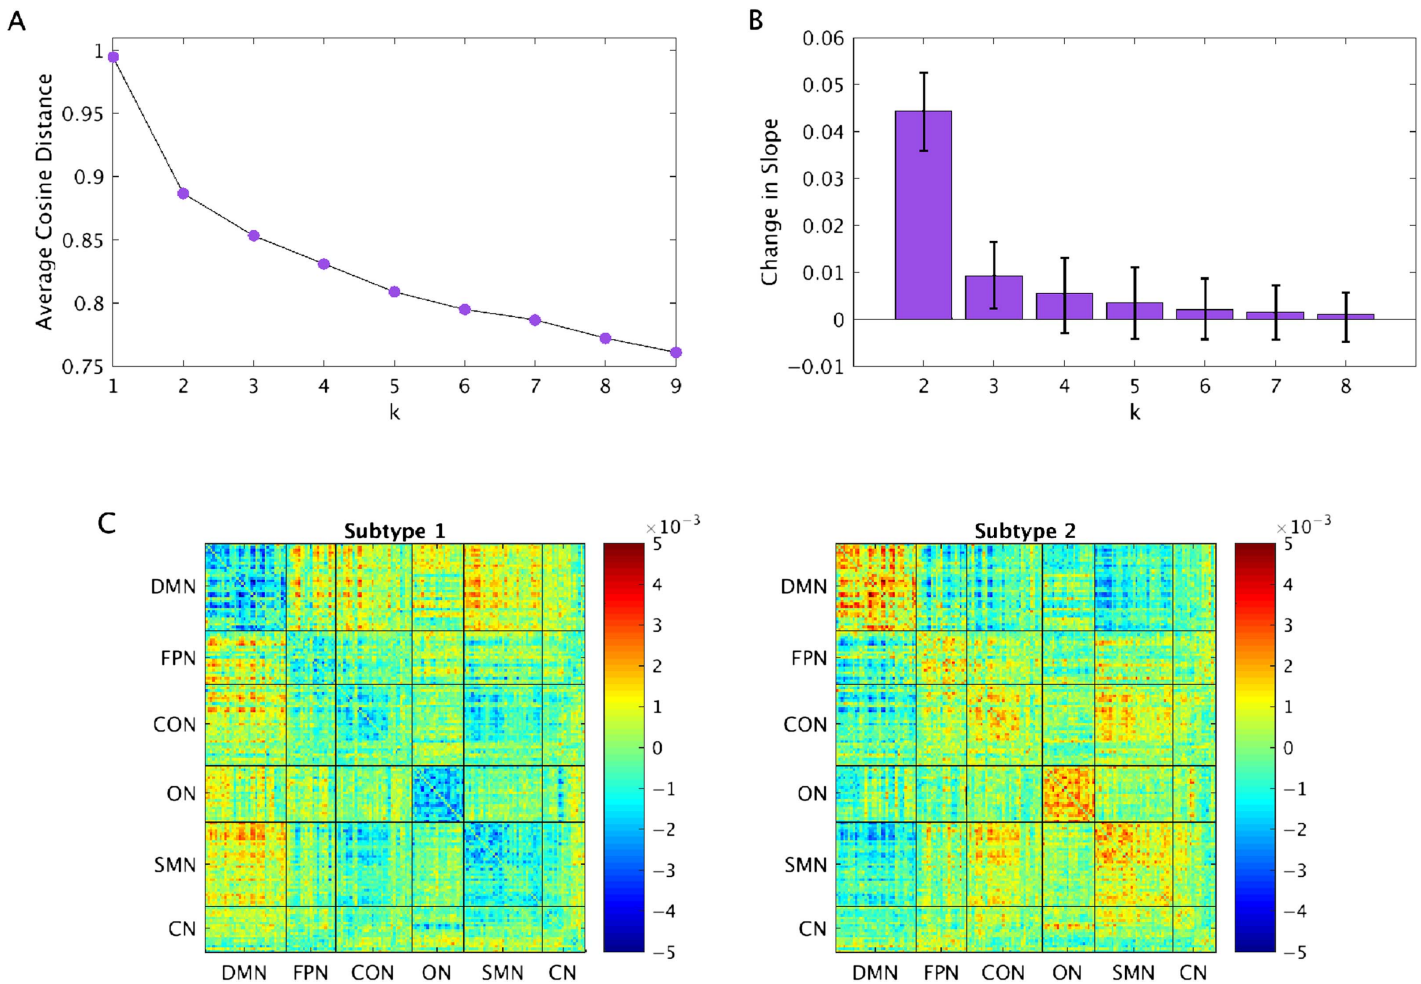 A
1
0.95
0.9
0.85
0.8
0.75
Average Cosine Distance
1 2 3 4 5 6 7 8 9
k
B
0.06
0.05
0.04
0.03
0.02
0.01
0
−0.01
Change in Slope
2 3 4 5 6 7 8
k
C
Subtype 1
×10−3
DMN
FPN
CON
ON
SMN
CN
DMN FPN CON ON SMN CN
5
4
3
2
1
0
−1
−2
−3
−4
−5
Subtype 2
×10−3
DMN
FPN
CON
ON
SMN
CN
DMN FPN CON ON SMN CN
5
4
3
2
1
0
−1
−2
−3
−4
−5